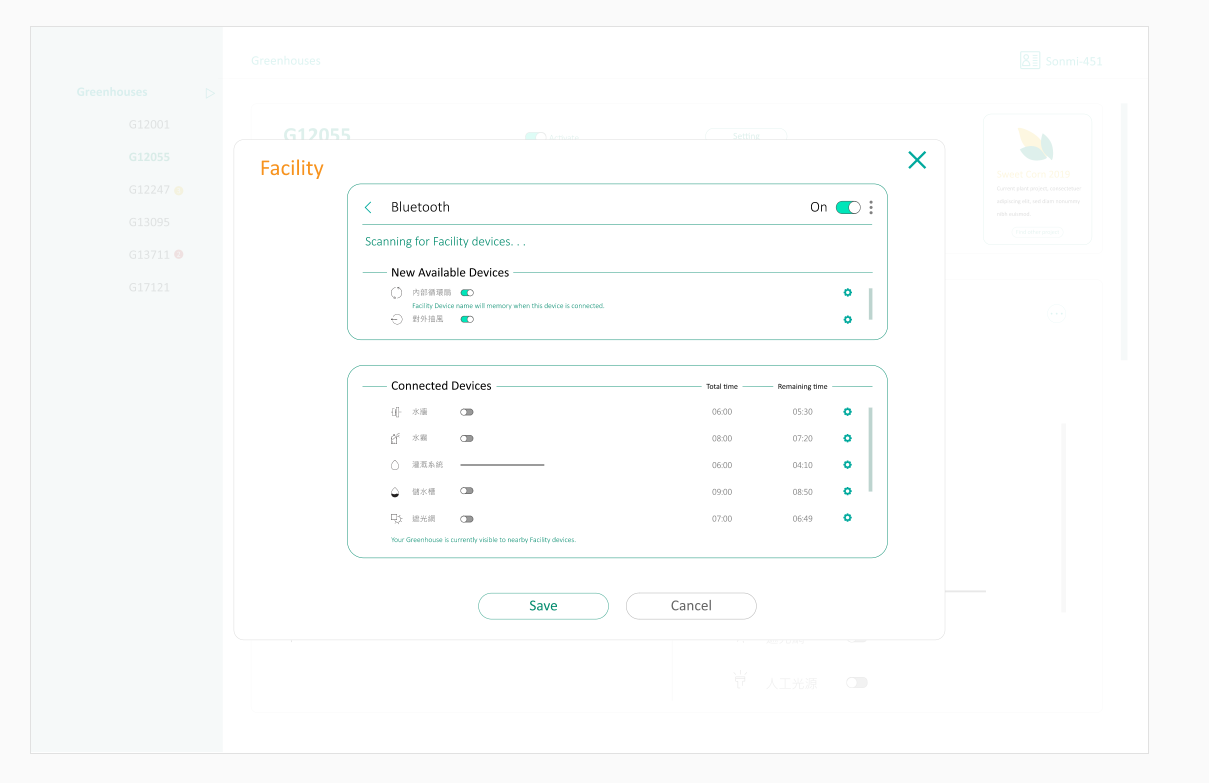 Greenhouses
Sonmi-451
Greenhouses
G12001
G12055
G12247
G13095
G13711
G17121
G12055
Activate
Setting
Facility
Bluetooth
On
Scanning for Facility devices. . .
New Available Devices
內部循環扇
Facility Device name will memory when this device is connected.
對外抽風
Connected Devices
Total time
Remaining time
水牆
06:00
05:30
水霧
08:00
07:20
灌溉系統
06:00
04:10
儲水槽
09:00
08:50
遮光網
07:00
06:49
Your Greenhouse is currently visible to nearby Facility devices.
Save
Cancel
人工光源